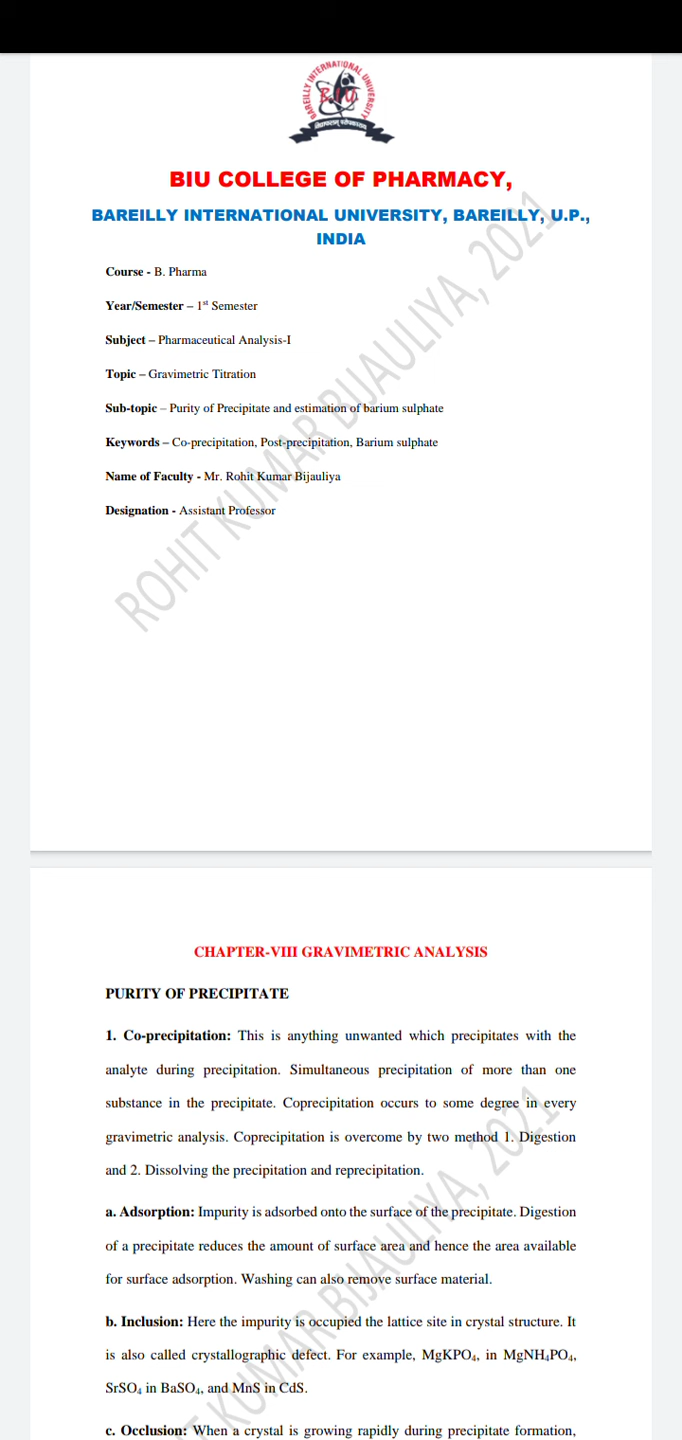 BAREILLY INTERNATIONAL UNIVERSITY
B.I.U
BIU COLLEGE OF PHARMACY,
BAREILLY INTERNATIONAL UNIVERSITY, BAREILLY, U.P.,
INDIA
Course - B. Pharma
Year/Semester – 1st Semester
Subject – Pharmaceutical Analysis-I
Topic – Gravimetric Titration
Sub-topic – Purity of Precipitate and estimation of barium sulphate
Keywords – Co-precipitation, Post-precipitation, Barium sulphate
Name of Faculty - Mr. Rohit Kumar Bijauliya
Designation - Assistant Professor
ROHIT KUMAR BIJAULIYA, 2021
CHAPTER-VIII GRAVIMETRIC ANALYSIS
PURITY OF PRECIPITATE
1. Co-precipitation: This is anything unwanted which precipitates with the
analyte during precipitation. Simultaneous precipitation of more than one
substance in the precipitate. Coprecipitation occurs to some degree in every
gravimetric analysis. Coprecipitation is overcome by two method 1. Digestion
and 2. Dissolving the precipitation and reprecipitation.
a. Adsorption: Impurity is adsorbed onto the surface of the precipitate. Digestion
of a precipitate reduces the amount of surface area and hence the area available
for surface adsorption. Washing can also remove surface material.
b. Inclusion: Here the impurity is occupied the lattice site in crystal structure. It
is also called crystallographic defect. For example, MgKPO₄, in MgNH₄PO₄,
SrSO₄ in BaSO₄, and MnS in CdS.
c. Occlusion: When a crystal is growing rapidly during precipitate formation,
T KUMAR BIJAULIYA, 2021